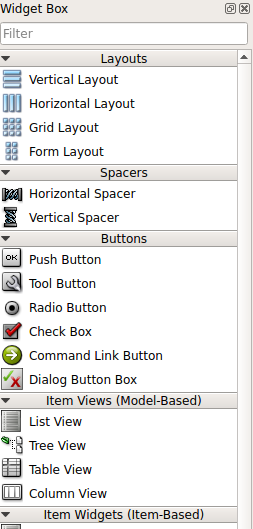 Widget Box
Filter
Layouts
Vertical Layout
Horizontal Layout
Grid Layout
Form Layout
Spacers
Horizontal Spacer
Vertical Spacer
Buttons
OK Push Button
Tool Button
Radio Button
Check Box
Command Link Button
Dialog Button Box
Item Views (Model-Based)
List View
Tree View
Table View
Column View
Item Widgets (Item-Based)